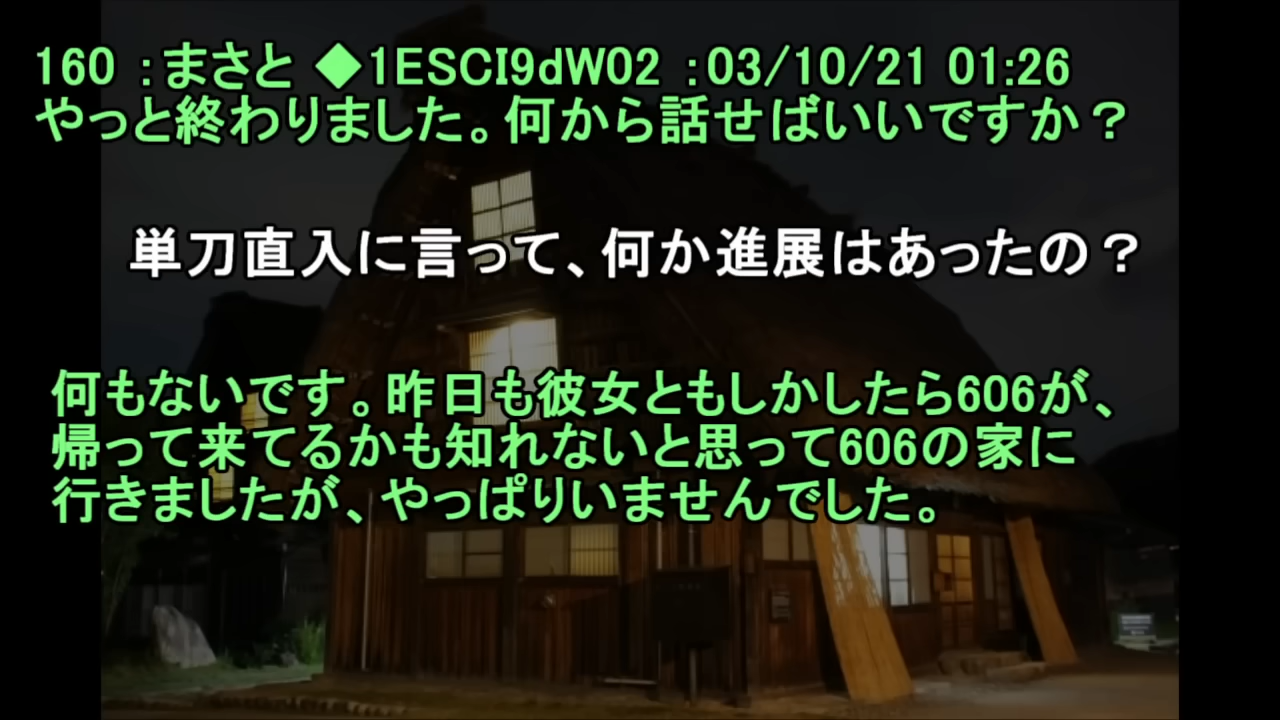 160 :まさと ◆1ESCI9dW02 :03/10/21 01:26
やっと終わりました。何から話せばいいですか？
単刀直入に言って、何か進展はあったの？
何もないです。昨日も彼女ともしかしたら606が、
帰って来てるかも知れないと思って606の家に
行きましたが、やっぱりいませんでした。